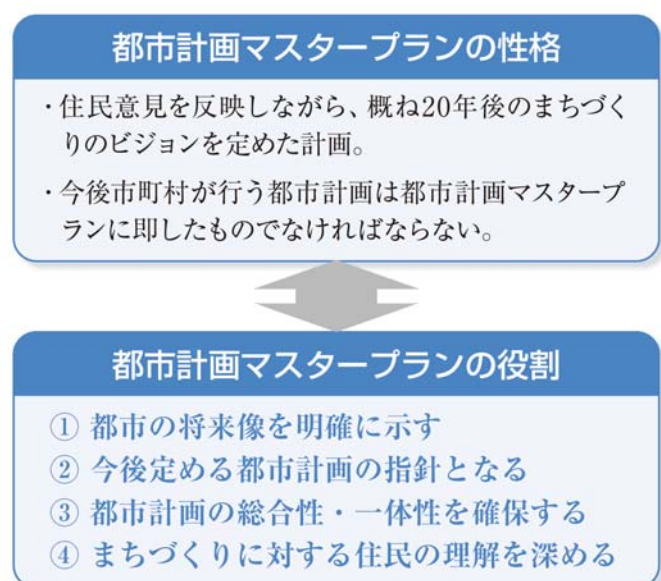 都市計画マスタープランの性格
・住民意見を反映しながら、概ね20年後のまちづく
りのビジョンを定めた計画。
・今後市町村が行う都市計画は都市計画マスタープ
ランに即したものでなければならない。
都市計画マスタープランの役割
① 都市の将来像を明確に示す
② 今後定める都市計画の指針となる
③ 都市計画の総合性・一体性を確保する
④ まちづくりに対する住民の理解を深める